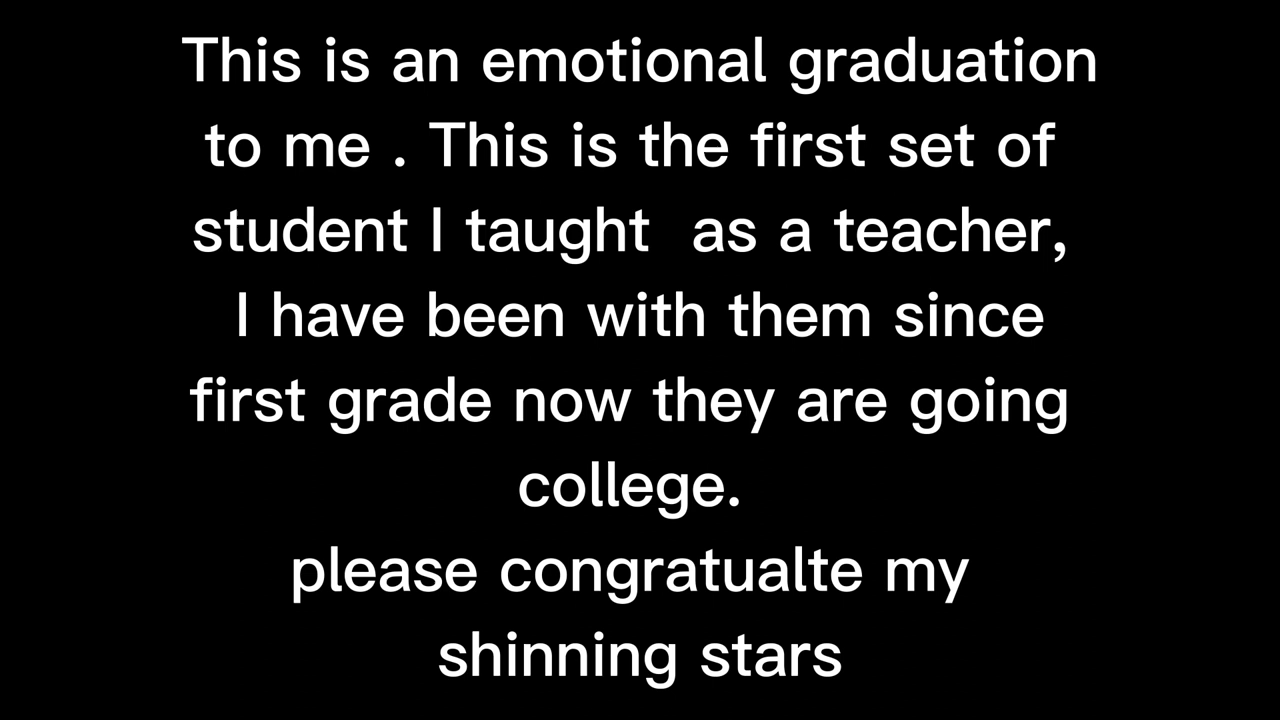 This is an emotional graduation
to me . This is the first set of
student I taught  as a teacher,
I have been with them since
first grade now they are going
college.
please congratualte my
shinning stars